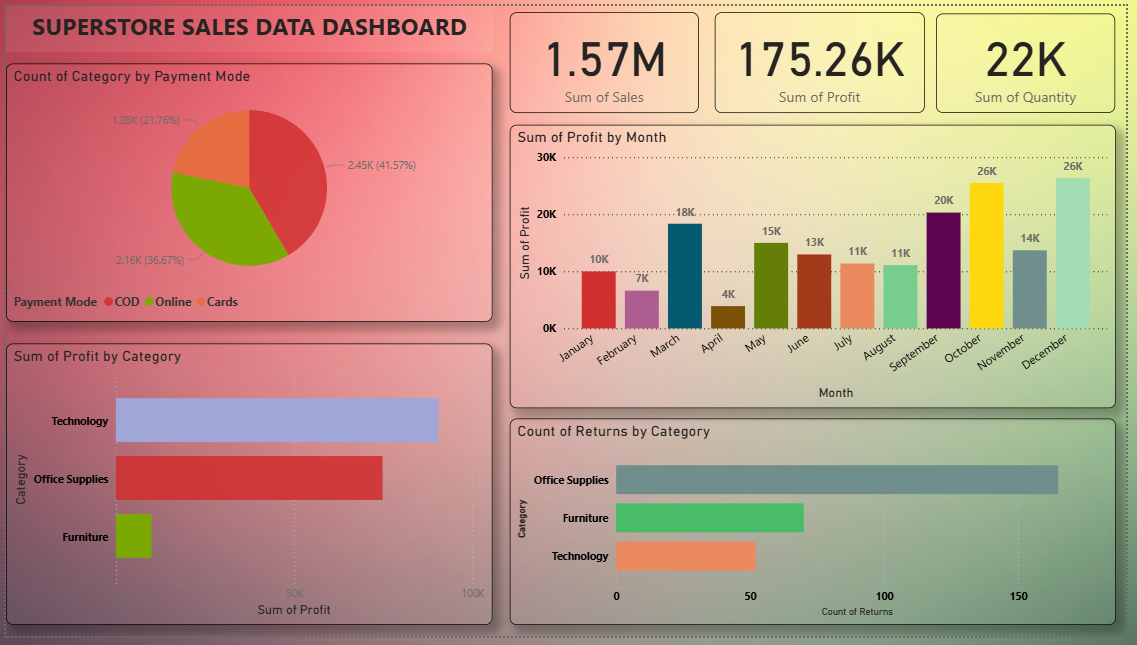 SUPERSTORE SALES DATA DASHBOARD
1.57M
Sum of Sales
175.26K
Sum of Profit
22K
Sum of Quantity
Count of Category by Payment Mode
1.28K (21.76%)
2.45K (41.57%)
2.16K (36.67%)
Payment Mode COD Online Cards
Sum of Profit by Month
Sum of Profit
30K
20K
10K
0K
10K
7K
18K
4K
15K
13K
11K
11K
20K
26K
14K
26K
January
February
March
April
May
June
July
August
September
October
November
December
Month
Sum of Profit by Category
Category
Technology
Office Supplies
Furniture
50K
100K
Sum of Profit
Count of Returns by Category
Category
Office Supplies
Furniture
Technology
0
50
100
150
Count of Returns